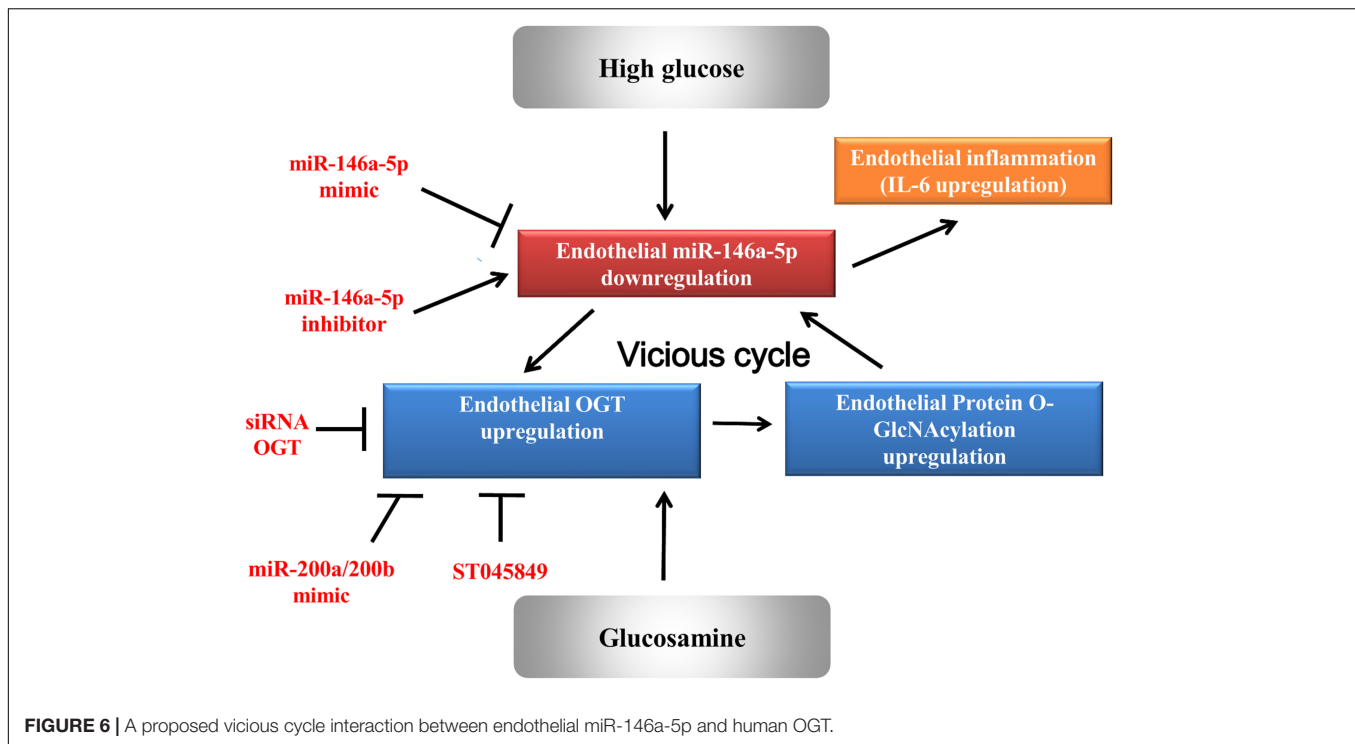 High glucose
miR-146a-5p
mimic
Endothelial inflammation
(IL-6 upregulation)
Endothelial miR-146a-5p
downregulation
miR-146a-5p
inhibitor
Vicious cycle
siRNA
OGT
Endothelial OGT
upregulation
Endothelial Protein O-
GlcNAcylation
upregulation
miR-200a/200b
mimic
ST045849
Glucosamine
FIGURE 6 | A proposed vicious cycle interaction between endothelial miR-146a-5p and human OGT.